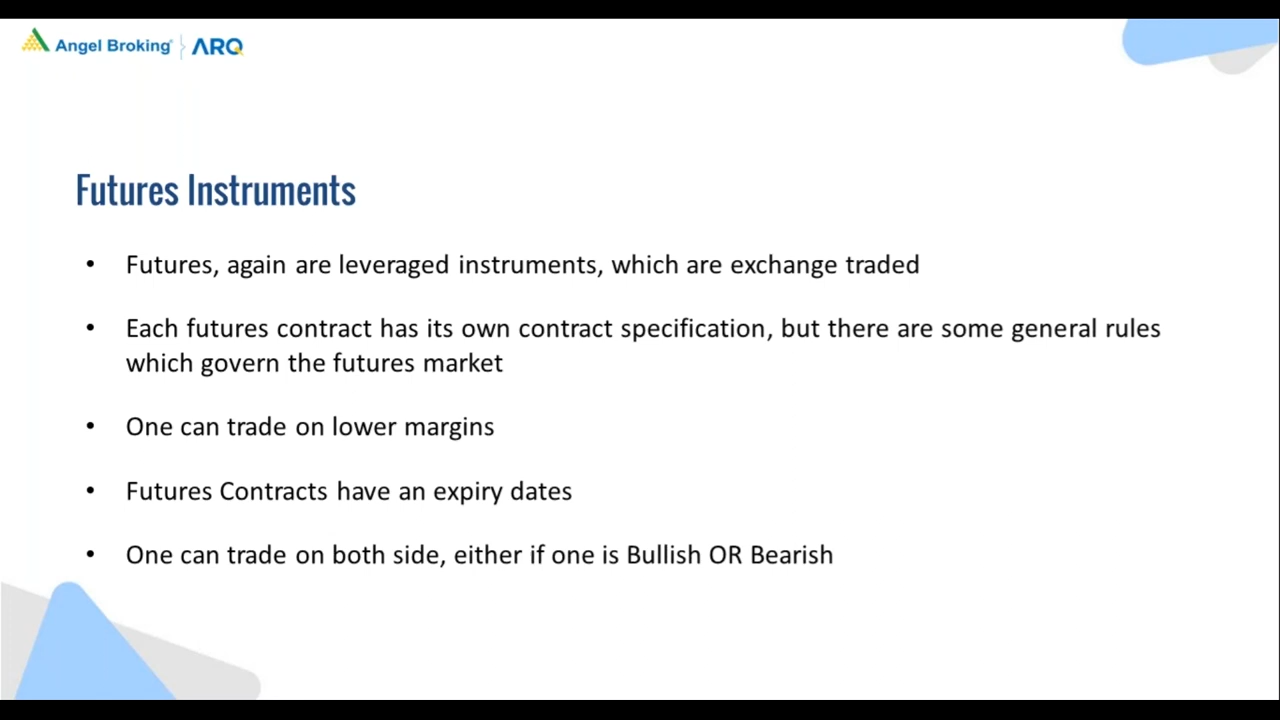 Angel Broking ARQ
Futures Instruments
• Futures, again are leveraged instruments, which are exchange traded
• Each futures contract has its own contract specification, but there are some general rules
which govern the futures market
• One can trade on lower margins
• Futures Contracts have an expiry dates
• One can trade on both side, either if one is Bullish OR Bearish